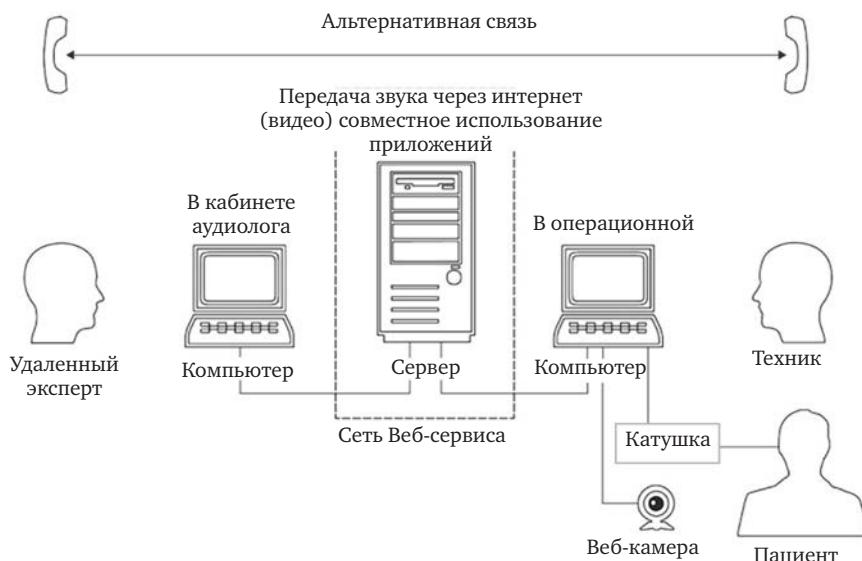 Альтернативная связь
Передача звука через интернет
(видео) совместное использование
приложений
В кабинете
аудиолога
В операционной
Удаленный
эксперт
Компьютер
Сервер
Компьютер
Техник
Сеть Веб-сервиса
Катушка
Веб-камера
Пациент